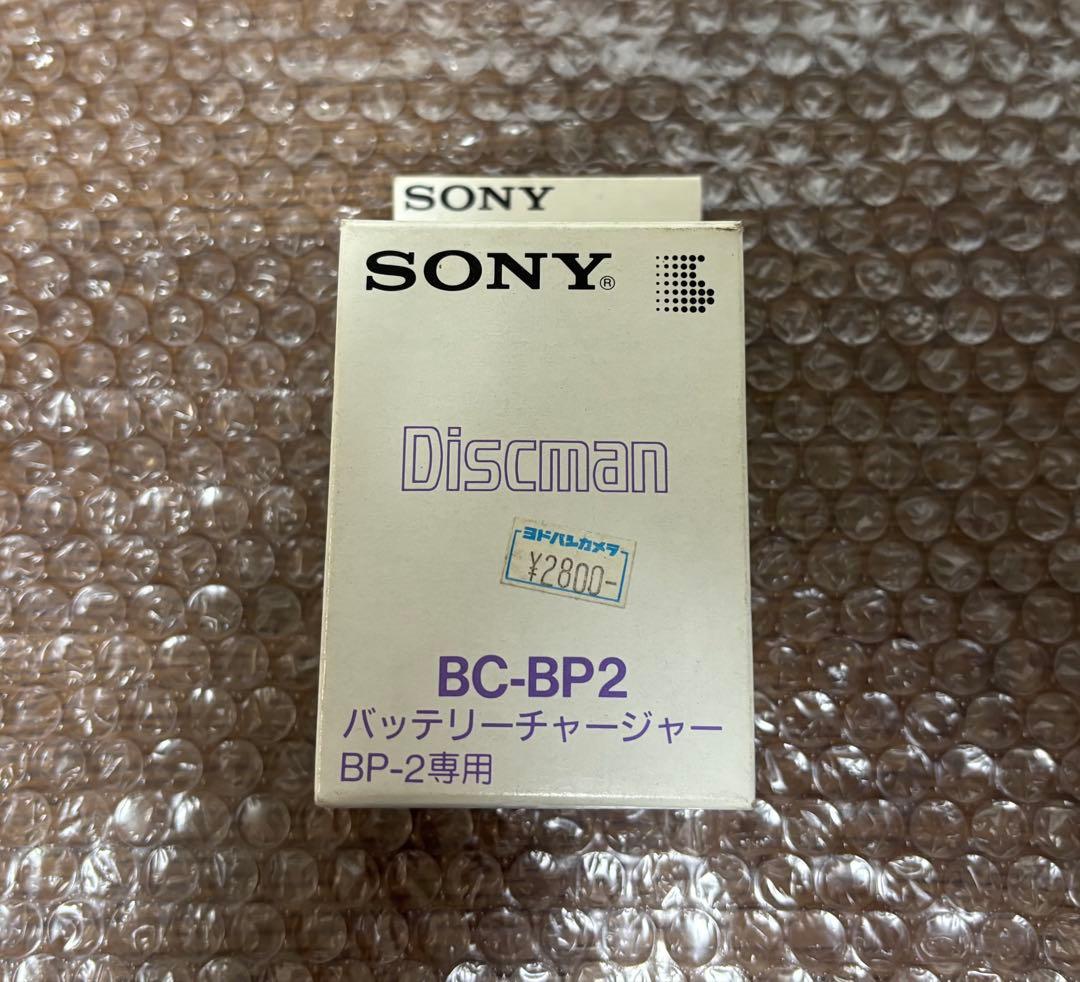 SONY
SONY®
Discman
ヨドバシカメラ
¥2800-
BC-BP2
バッテリーチャージャー
BP-2専用